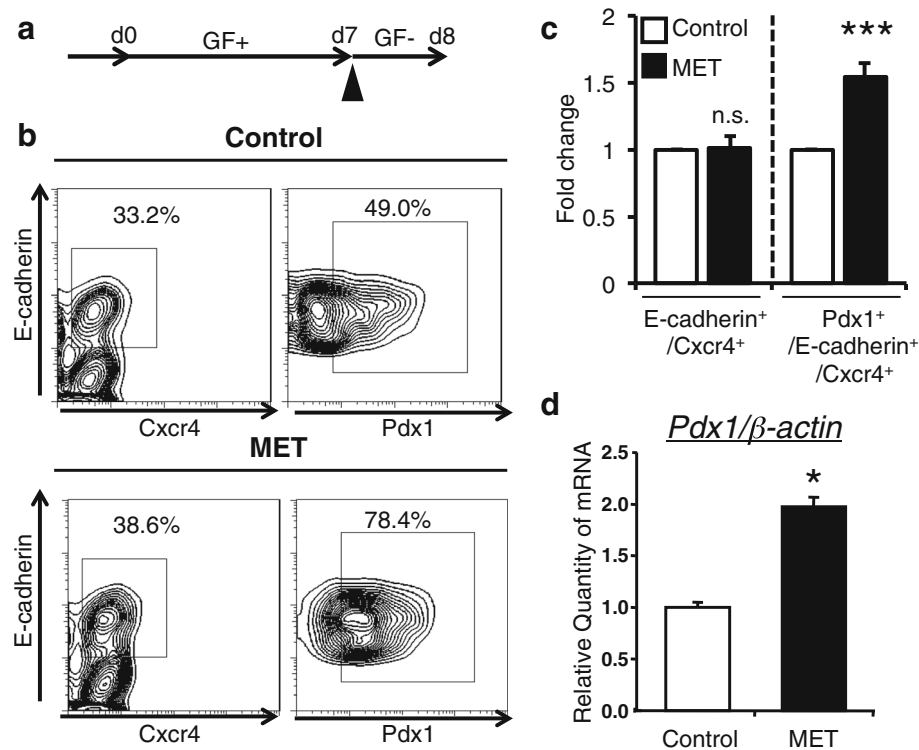 a
d0
GF+
d7
GF-
d8
b
Control
E-cadherin
33.2%
Cxcr4
49.0%
Pdx1
MET
E-cadherin
38.6%
Cxcr4
78.4%
Pdx1
c
Control
MET
Fold change
2
1.5
1
0.5
0
n.s.
***
E-cadherin⁺
/Cxcr4⁺
Pdx1⁺
/E-cadherin⁺
/Cxcr4⁺
d
Pdx1/β-actin
Relative Quantity of mRNA
2.5
2.0
1.5
1.0
0.5
0.0
*
Control
MET